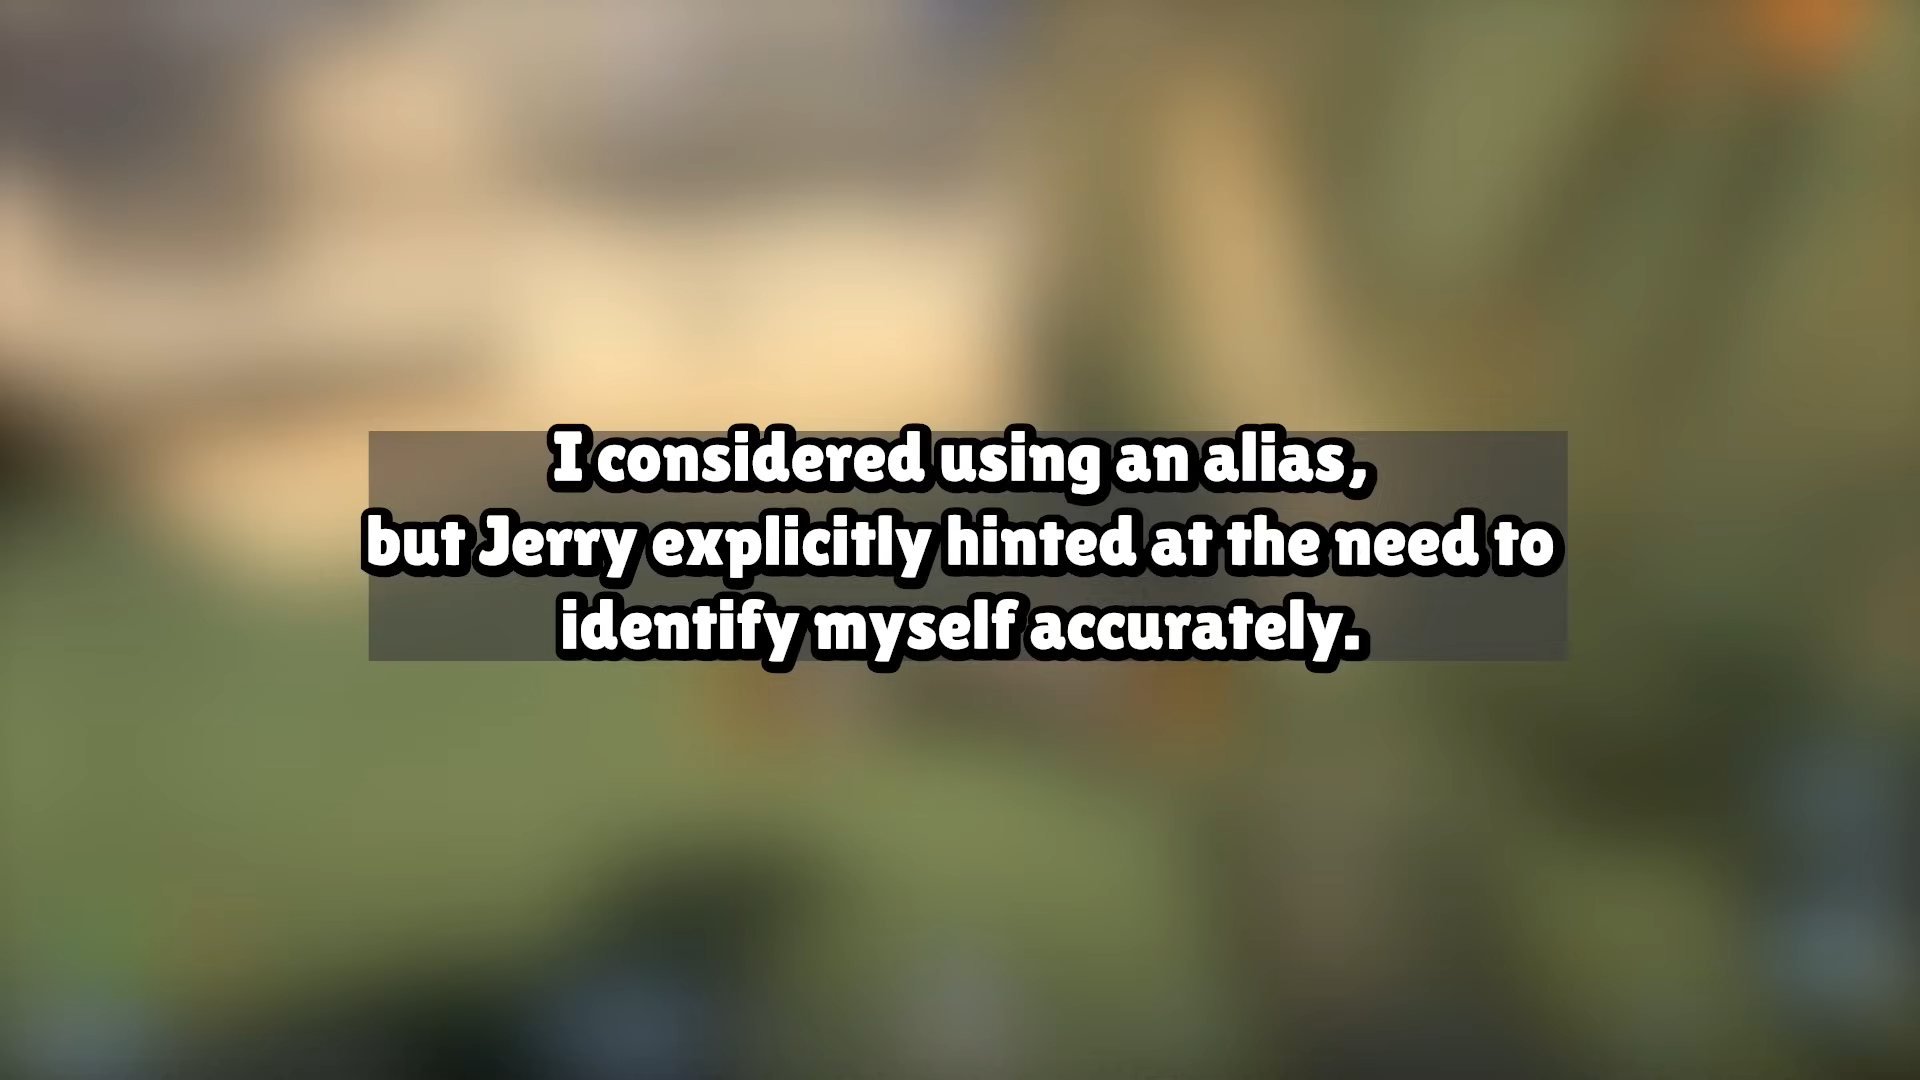 I considered using an alias,
but Jerry explicitly hinted at the need to
identify myself accurately.